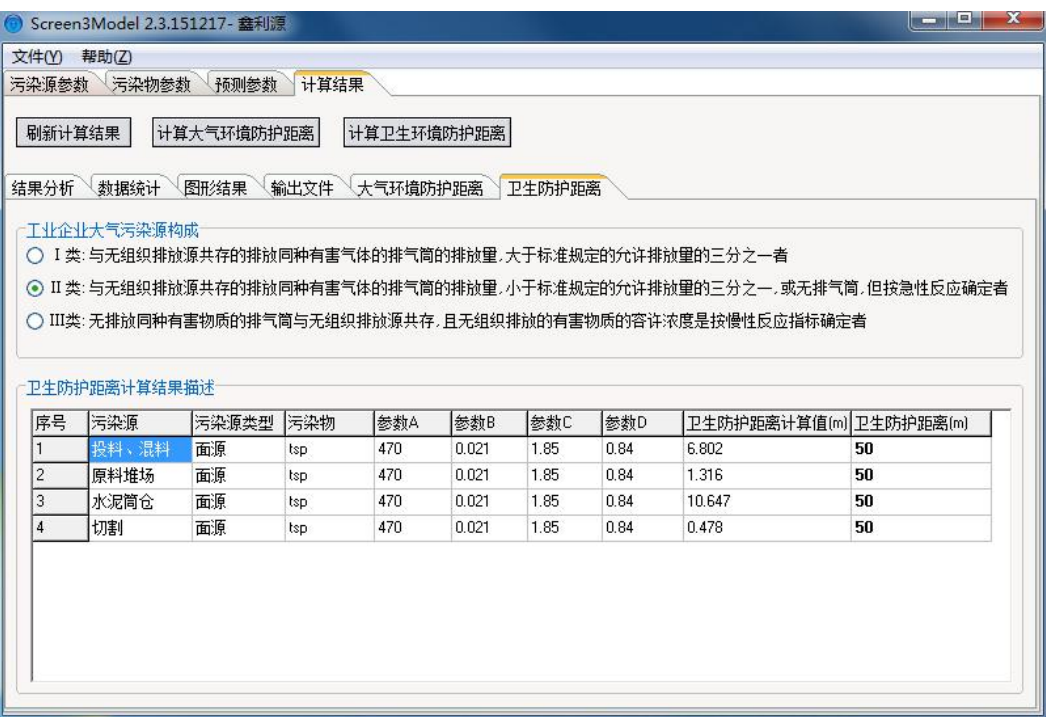 Screen3Model 2.3.151217- 鑫利源
文件(Y) 帮助(Z)
污染源参数 污染物参数 预测参数 计算结果
刷新计算结果 计算大气环境防护距离 计算卫生环境防护距离
结果分析 数据统计 图形结果 输出文件 大气环境防护距离 卫生防护距离
工业企业大气污染源构成
I 类: 与无组织排放源共存的排放同种有害气体的排气筒的排放量,大于标准规定的允许排放量的三分之一者
II 类: 与无组织排放源共存的排放同种有害气体的排气筒的排放量,小于标准规定的允许排放量的三分之一,或无排气筒,但按急性反应确定者
III类: 无排放同种有害物质的排气筒与无组织排放源共存,且无组织排放的有害物质的容许浓度是按慢性反应指标确定者
卫生防护距离计算结果描述
序号 污染源 污染源类型 污染物 参数A 参数B 参数C 参数D 卫生防护距离计算值(m) 卫生防护距离(m)
1 投料、混料 面源 tsp 470 0.021 1.85 0.84 6.802 50
2 原料堆场 面源 tsp 470 0.021 1.85 0.84 1.316 50
3 水泥筒仓 面源 tsp 470 0.021 1.85 0.84 10.647 50
4 切割 面源 tsp 470 0.021 1.85 0.84 0.478 50